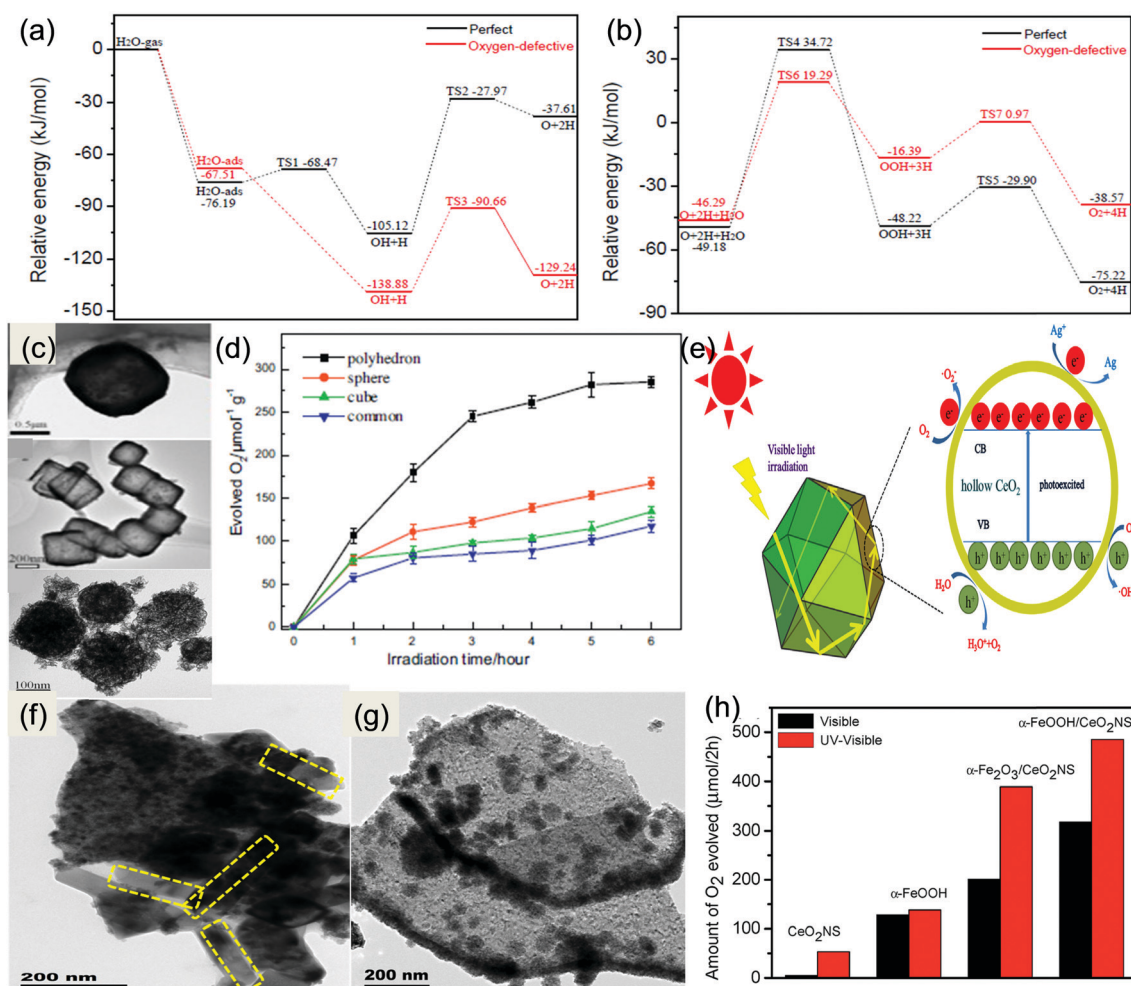 (a)
Relative energy (kJ/mol)
0
-30
-60
-90
-120
-150
H2O-gas
Perfect
Oxygen-defective
H2O-ads
-67.51
H2O-ads
-76.19
TS1 -68.47
-105.12
OH+H
-138.88
OH+H
TS2 -27.97
TS3 -90.66
-37.61
O+2H
-129.24
O+2H
(b)
Relative energy (kJ/mol)
30
0
-30
-60
-90
Perfect
Oxygen-defective
TS4 34.72
TS6 19.29
-46.29
O+2H+H2O
O+2H+H2O
-49.18
-16.39
OOH+3H
-48.22
OOH+3H
TS7 0.97
TS5 -29.90
-38.57
O2+4H
-75.22
O2+4H
(c)
0.5μm
200nm
100nm
(d)
Evolved O2/μmol-1 g-1
300
250
200
150
100
50
0
polyhedron
sphere
cube
common
0 1 2 3 4 5 6
Irradiation time/hour
(e)
Visible light
irradiation
Ag+
e-
Ag
·O2-
e-
O2
e- e- e- e- e- e-
CB
hollow CeO2
photoexcited
VB
h+ h+ h+ h+ h+ h+ h+
H2O
h+
H3O++O2
h+
·OH
(f)
200 nm
(g)
200 nm
(h)
Amount of O2 evolved (μmol/2h)
500
400
300
200
100
0
Visible
UV-Visible
CeO2NS
α-FeOOH
α-Fe2O3/CeO2NS
α-FeOOH/CeO2NS